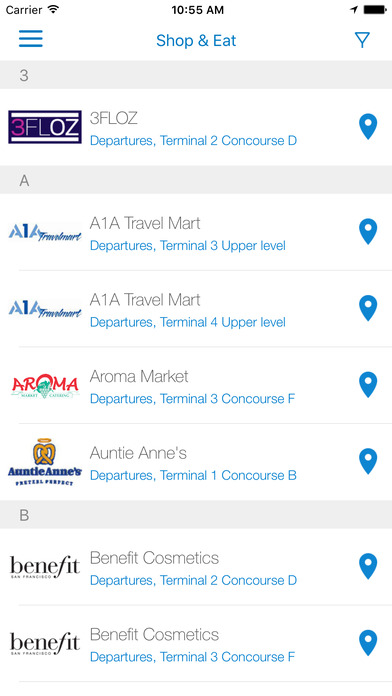 Carrier 10:55 AM
Shop & Eat
3
3FLOZ
3FLOZ
Departures, Terminal 2 Concourse D
A
A1A Travelmart
A1A Travel Mart
Departures, Terminal 3 Upper level
A1A Travelmart
A1A Travel Mart
Departures, Terminal 4 Upper level
AROMA
MARKET CATERING
Aroma Market
Departures, Terminal 3 Concourse F
Auntie Anne's
PRETZEL PERFECT
Auntie Anne's
Departures, Terminal 1 Concourse B
B
benefit
SAN FRANCISCO
Benefit Cosmetics
Departures, Terminal 2 Concourse D
benefit
SAN FRANCISCO
Benefit Cosmetics
Departures, Terminal 3 Concourse F